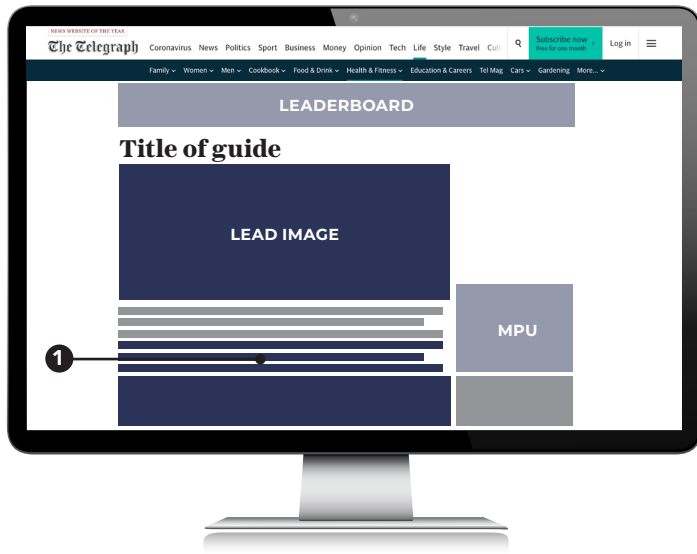 NEWS WEBSITE OF THE YEAR
The Telegraph
Coronavirus News Politics Sport Business Money Opinion Tech Life Style Travel Cult
Subscribe now
Free for one month
Log in
Family Women Men Cookbook Food & Drink Health & Fitness Education & Careers Tel Mag Cars Gardening More...
LEADERBOARD
Title of guide
LEAD IMAGE
MPU
1